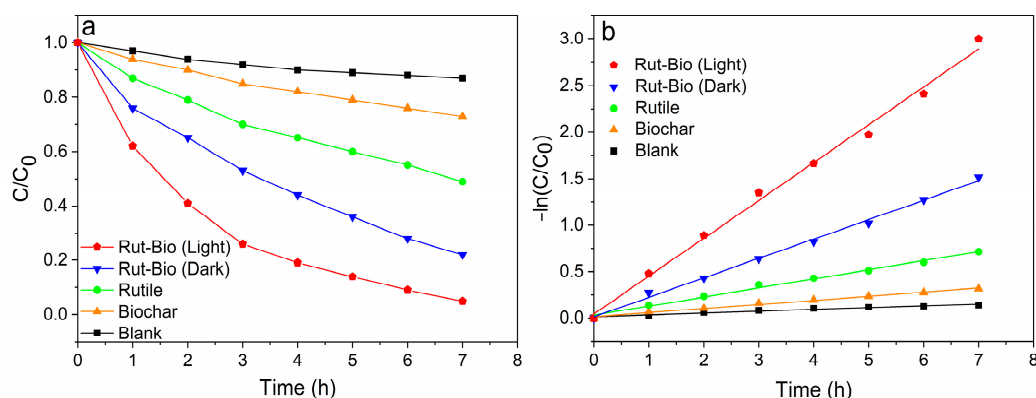 a
1.0
0.8
0.6
0.4
0.2
0.0
C/C0
Rut-Bio (Light)
Rut-Bio (Dark)
Rutile
Biochar
Blank
0 1 2 3 4 5 6 7 8
Time (h)
b
3.0
2.5
2.0
1.5
1.0
0.5
0.0
−ln(C/C0)
Rut-Bio (Light)
Rut-Bio (Dark)
Rutile
Biochar
Blank
0 1 2 3 4 5 6 7 8
Time (h)